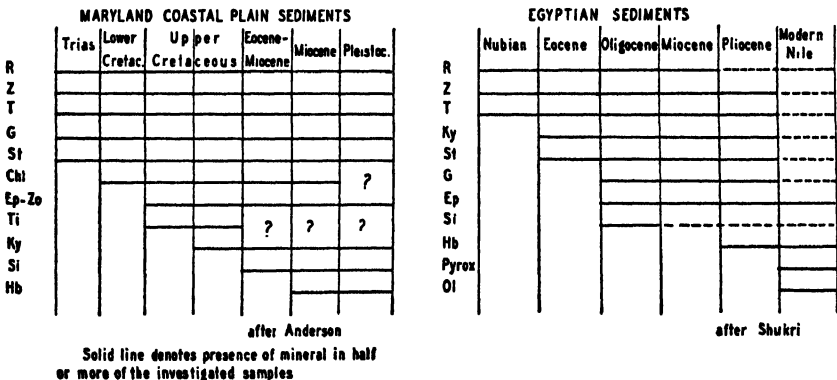 MARYLAND COASTAL PLAIN SEDIMENTS
Trias
Lower
Cretac.
Upper
Cretaceous
Eocene-
Miocene
Miocene
Pleistoc.
R
Z
T
G
St
Chl
?
Ep-Zo
Ti
? ? ?
Ky
Si
Hb
after Anderson
Solid line denotes presence of mineral in half
or more of the investigated samples
EGYPTIAN SEDIMENTS
Nubian
Eocene
Oligocene
Miocene
Pliocene
Modern
Nile
R
Z
T
Ky
St
G
Ep
Si
Hb
Pyrox
Ol
after Shukri